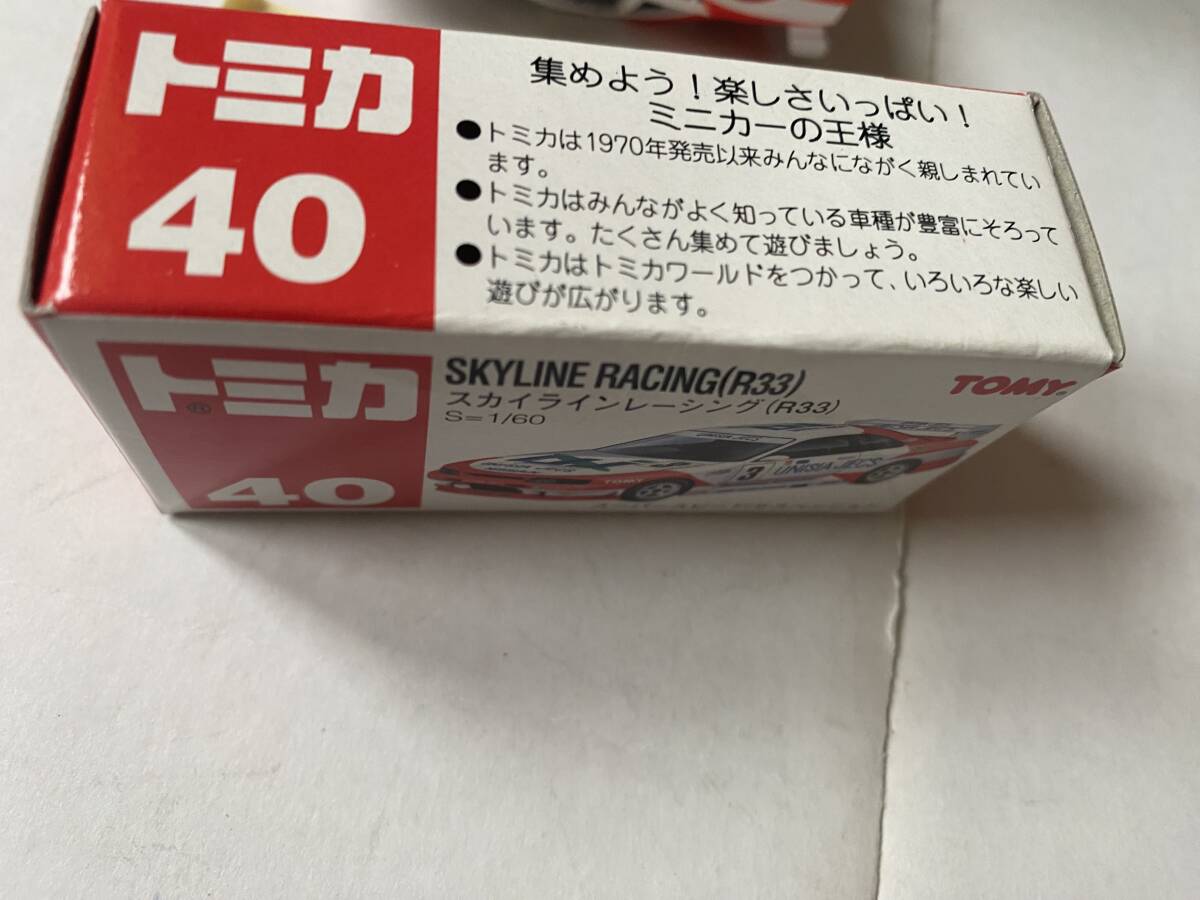 トミカ
40
集めよう！楽しさいっぱい！
ミニカーの王様
●トミカは1970年発売以来みんなにながく親しまれてい
ます。
●トミカはみんながよく知っている車種が豊富にそろって
います。たくさん集めて遊びましょう。
●トミカはトミカワールドをつかって、いろいろな楽しい
遊びが広がります。
トミカ®
40
SKYLINE RACING(R33)
スカイラインレーシング(R33)
S=1/60
TOMY®
UNISIA JECS
TOMY
3
UNISIA JECS